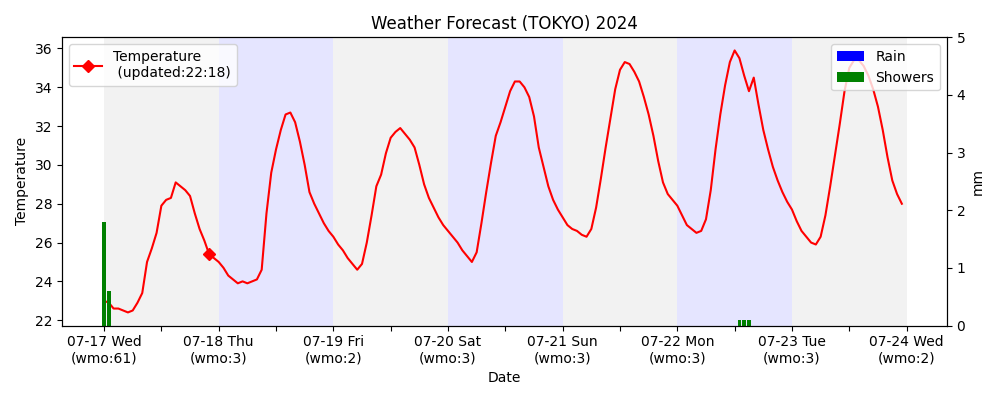 Weather Forecast (TOKYO) 2024
Temperature
(updated:22:18)
Rain
Showers
36
34
32
30
28
26
24
22
Temperature
5
4
3
2
1
0
mm
07-17 Wed 07-18 Thu 07-19 Fri 07-20 Sat 07-21 Sun 07-22 Mon 07-23 Tue 07-24 Wed
(wmo:61) (wmo:3) (wmo:2) (wmo:3) (wmo:3) (wmo:3) (wmo:3) (wmo:2)
Date